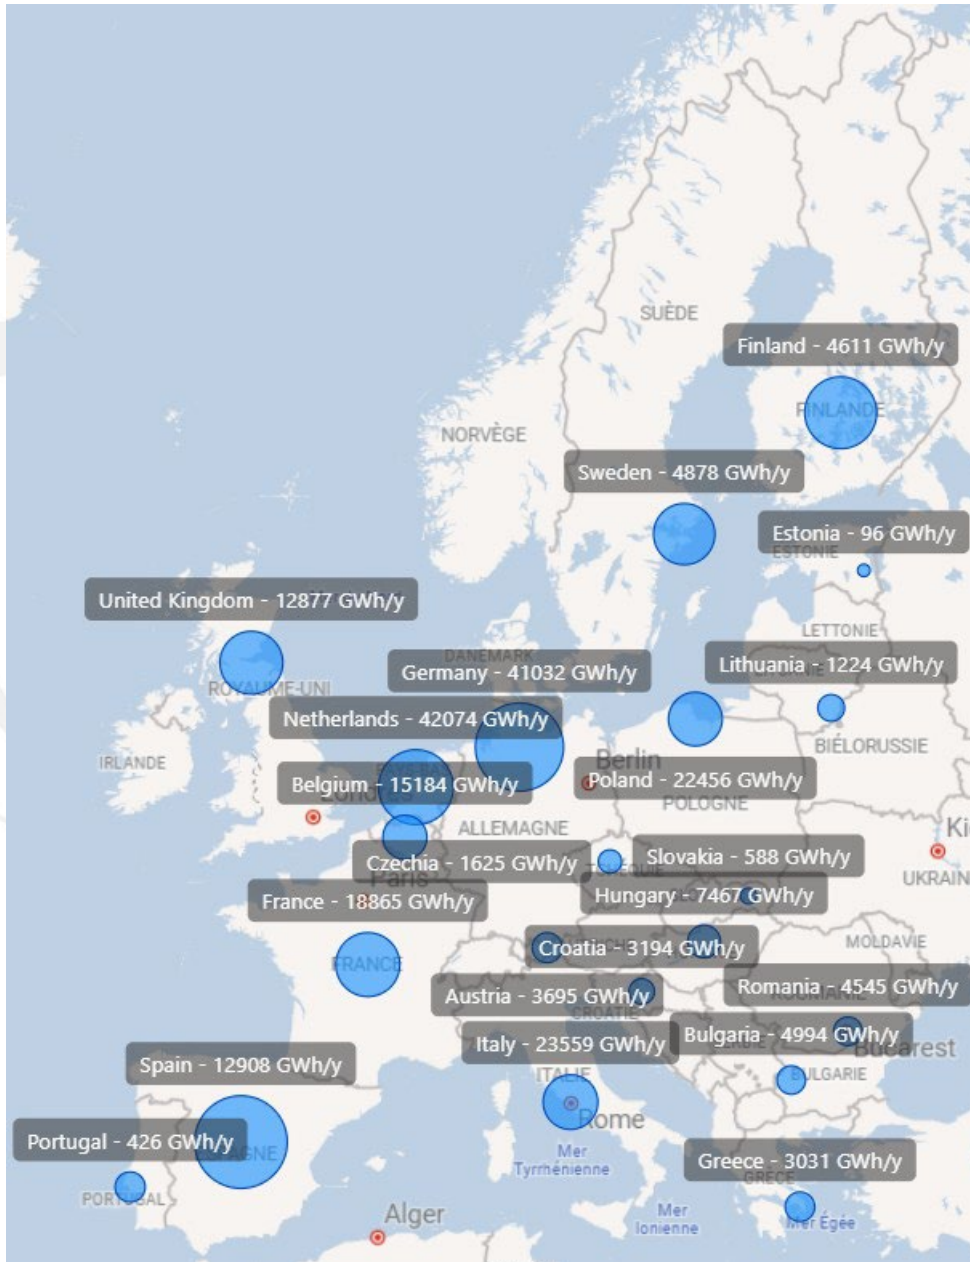 SUÈDE
Finland - 4611 GWh/y
FINLANDE
NORVÈGE
Sweden - 4878 GWh/y
Estonia - 96 GWh/y
ESTONIE
United Kingdom - 12877 GWh/y
LETTONIE
DANEMARK
Lithuania - 1224 GWh/y
Germany - 41032 GWh/y
ROYAUME-UNI
Netherlands - 42074 GWh/y
BIÉLORUSSIE
IRLANDE
Berlin
Belgium - 15184 GWh/y
Poland - 22456 GWh/y
POLOGNE
Londres
ALLEMAGNE
Ki
Czechia - 1625 GWh/y
Slovakia - 588 GWh/y
TCHÉQUIE
UKRAIN
Paris
Hungary - 7467 GWh/y
France - 18865 GWh/y
MOLDAVIE
Croatia - 3194 GWh/y
FRANCE
Romania - 4545 GWh/y
ROUMANIE
Austria - 3695 GWh/y
CROATIE
Bulgaria - 4994 GWh/y
Italy - 23559 GWh/y
Bucarest
Spain - 12908 GWh/y
ITALIE
BULGARIE
Rome
Portugal - 426 GWh/y
Mer
Tyrrhénienne
Greece - 3031 GWh/y
GRÈCE
PORTUGAL
Alger
Mer
Ionienne
Mer Égée